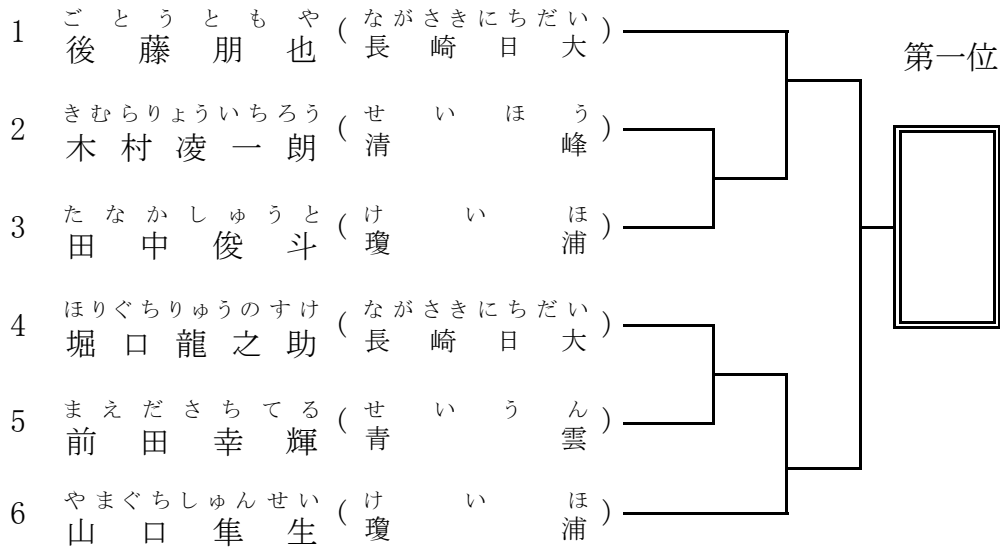 第一位
ごとうともや ながさきにちだい
1 後藤朋也 (長崎日大)
きむらりょういちろう せいほう
2 木村凌一朗 (清峰)
たなかしゅうと けいほ
3 田中俊斗 (瓊浦)
ほりぐちりゅうのすけ ながさきにちだい
4 堀口龍之助 (長崎日大)
まえださちてる せいうん
5 前田幸輝 (青雲)
やまぐちしゅんせい けいほ
6 山口隼生 (瓊浦)